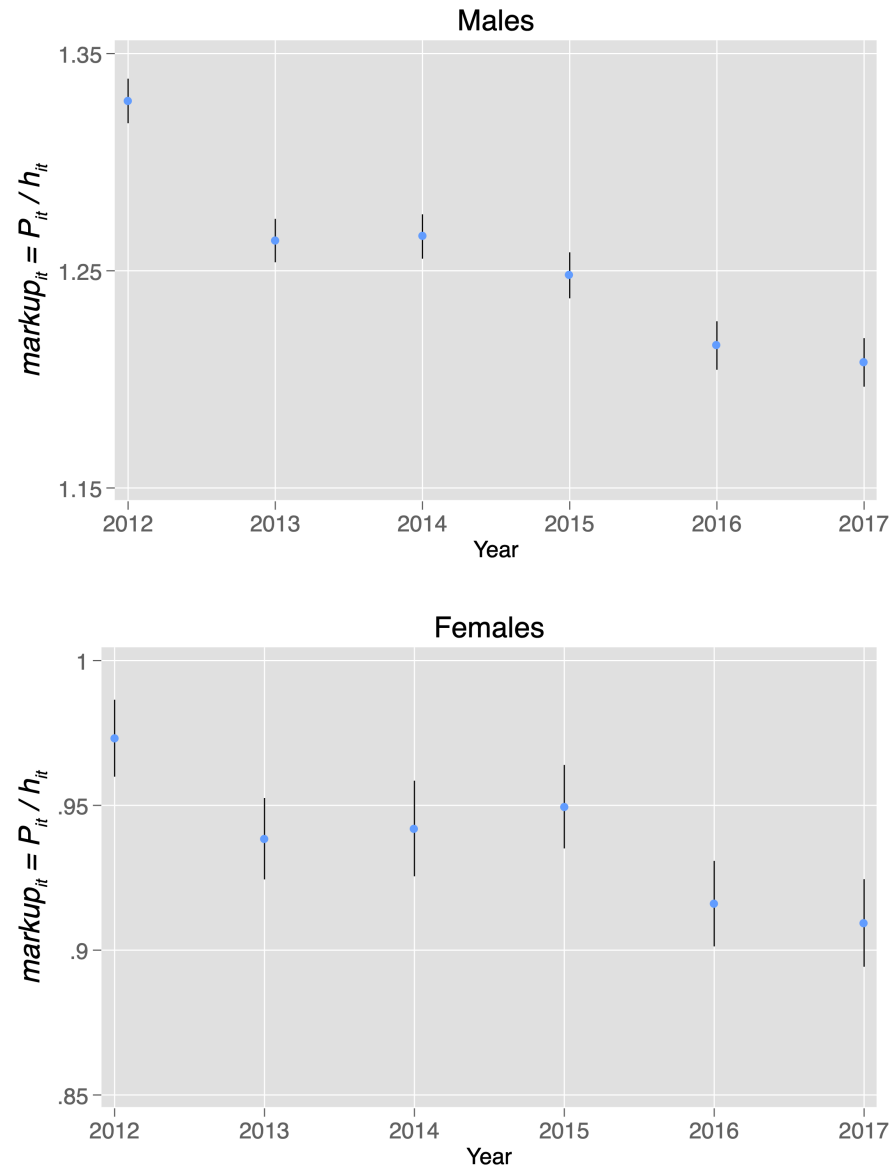 Males
markup_it = P_it / h_it
1.35
1.25
1.15
2012 2013 2014 2015 2016 2017
Year
Females
markup_it = P_it / h_it
1
.95
.9
.85
2012 2013 2014 2015 2016 2017
Year